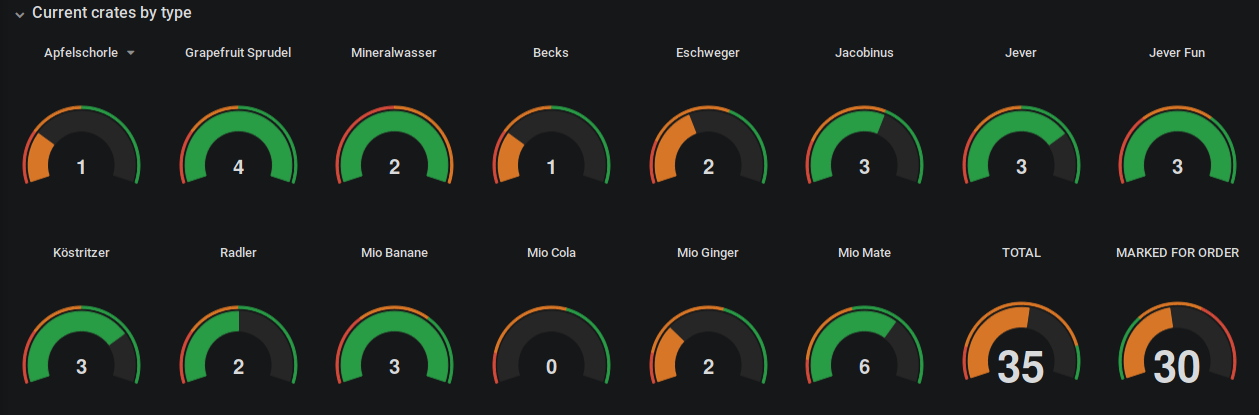 Current crates by type
Apfelschorle Grapefruit Sprudel Mineralwasser Becks Eschweger Jacobinus Jever Jever Fun
1 4 2 1 2 3 3 3
Köstritzer Radler Mio Banane Mio Cola Mio Ginger Mio Mate TOTAL MARKED FOR ORDER
3 2 3 0 2 6 35 30